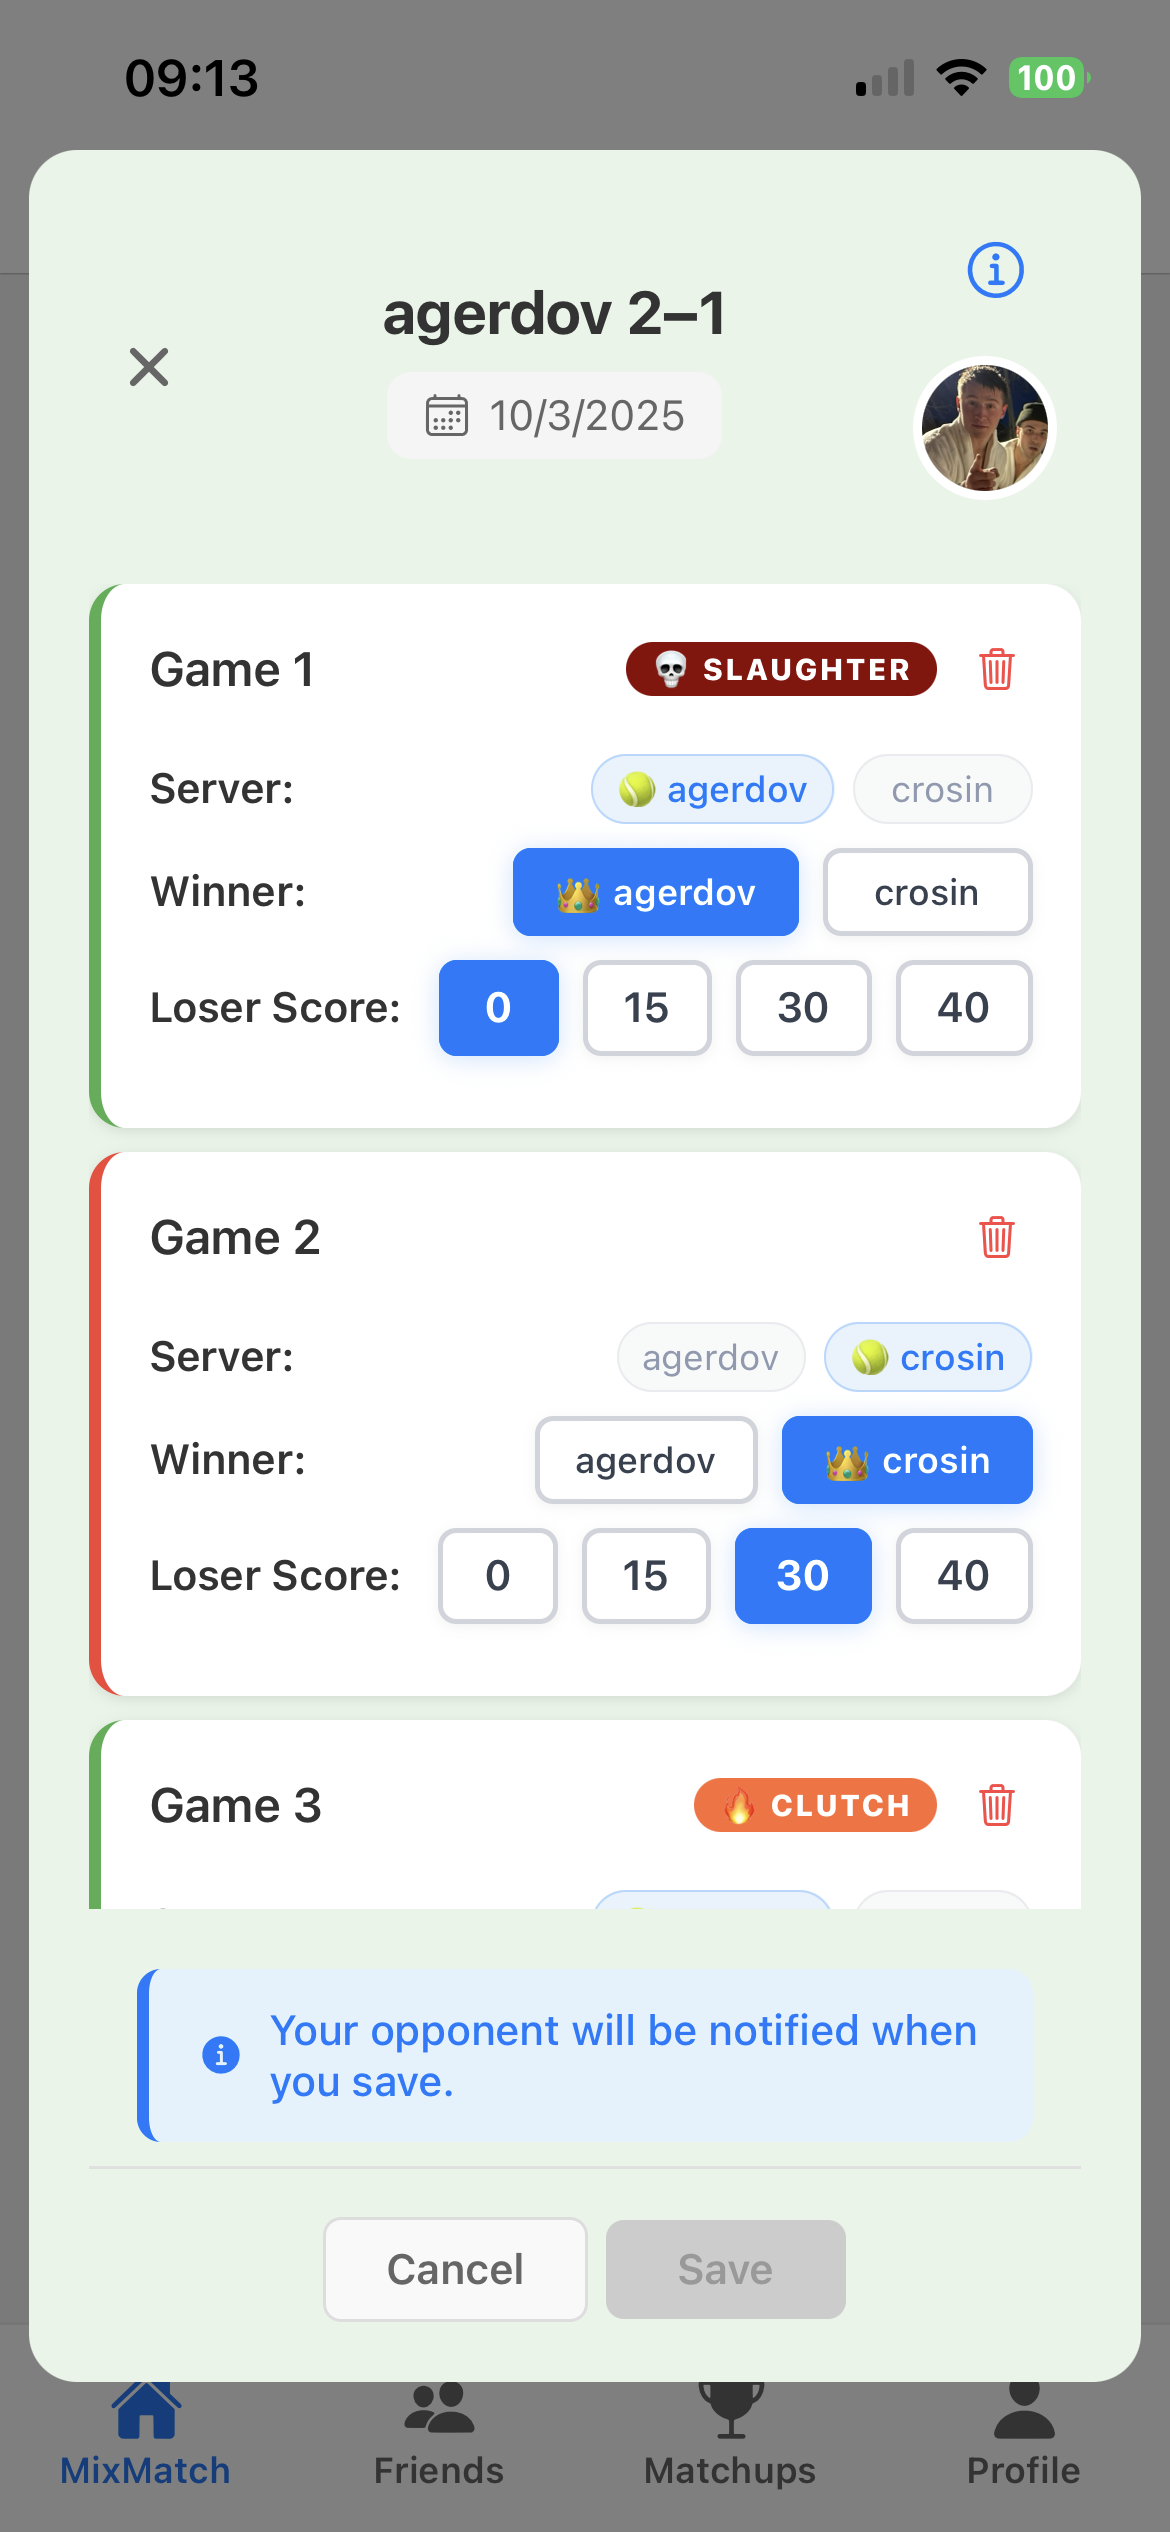 09:13
100
agerdov 2–1
10/3/2025
Game 1
SLAUGHTER
Server:
agerdov
crosin
Winner:
agerdov
crosin
Loser Score:
0
15
30
40
Game 2
Server:
agerdov
crosin
Winner:
agerdov
crosin
Loser Score:
0
15
30
40
Game 3
CLUTCH
Your opponent will be notified when
you save.
Cancel
Save
MixMatch
Friends
Matchups
Profile